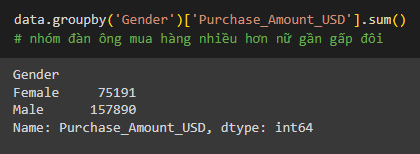 data.groupby('Gender')['Purchase_Amount_USD'].sum()
# nhóm đàn ông mua hàng nhiều hơn nữ gần gấp đôi
Gender
Female     75191
Male      157890
Name: Purchase_Amount_USD, dtype: int64